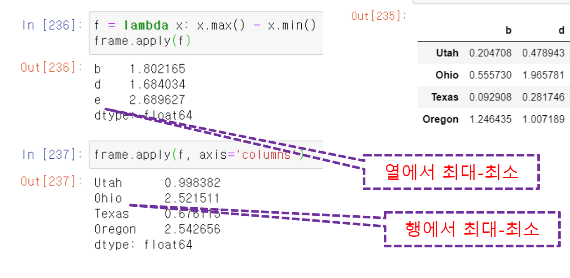 In [236]: f = lambda x: x.max() - x.min()
frame.apply(f)
Out[236]: b 1.802165
d 1.684034
e 2.689627
dtype: float64
In [237]: frame.apply(f, axis='columns')
Out[237]: Utah 0.998382
Ohio 2.521511
Texas 0.676115
Oregon 2.542656
dtype: float64
Out[235]:
b d
Utah 0.204708 0.478943
Ohio 0.555730 1.965781
Texas 0.092908 0.281746
Oregon 1.246435 1.007189
열에서 최대-최소
행에서 최대-최소